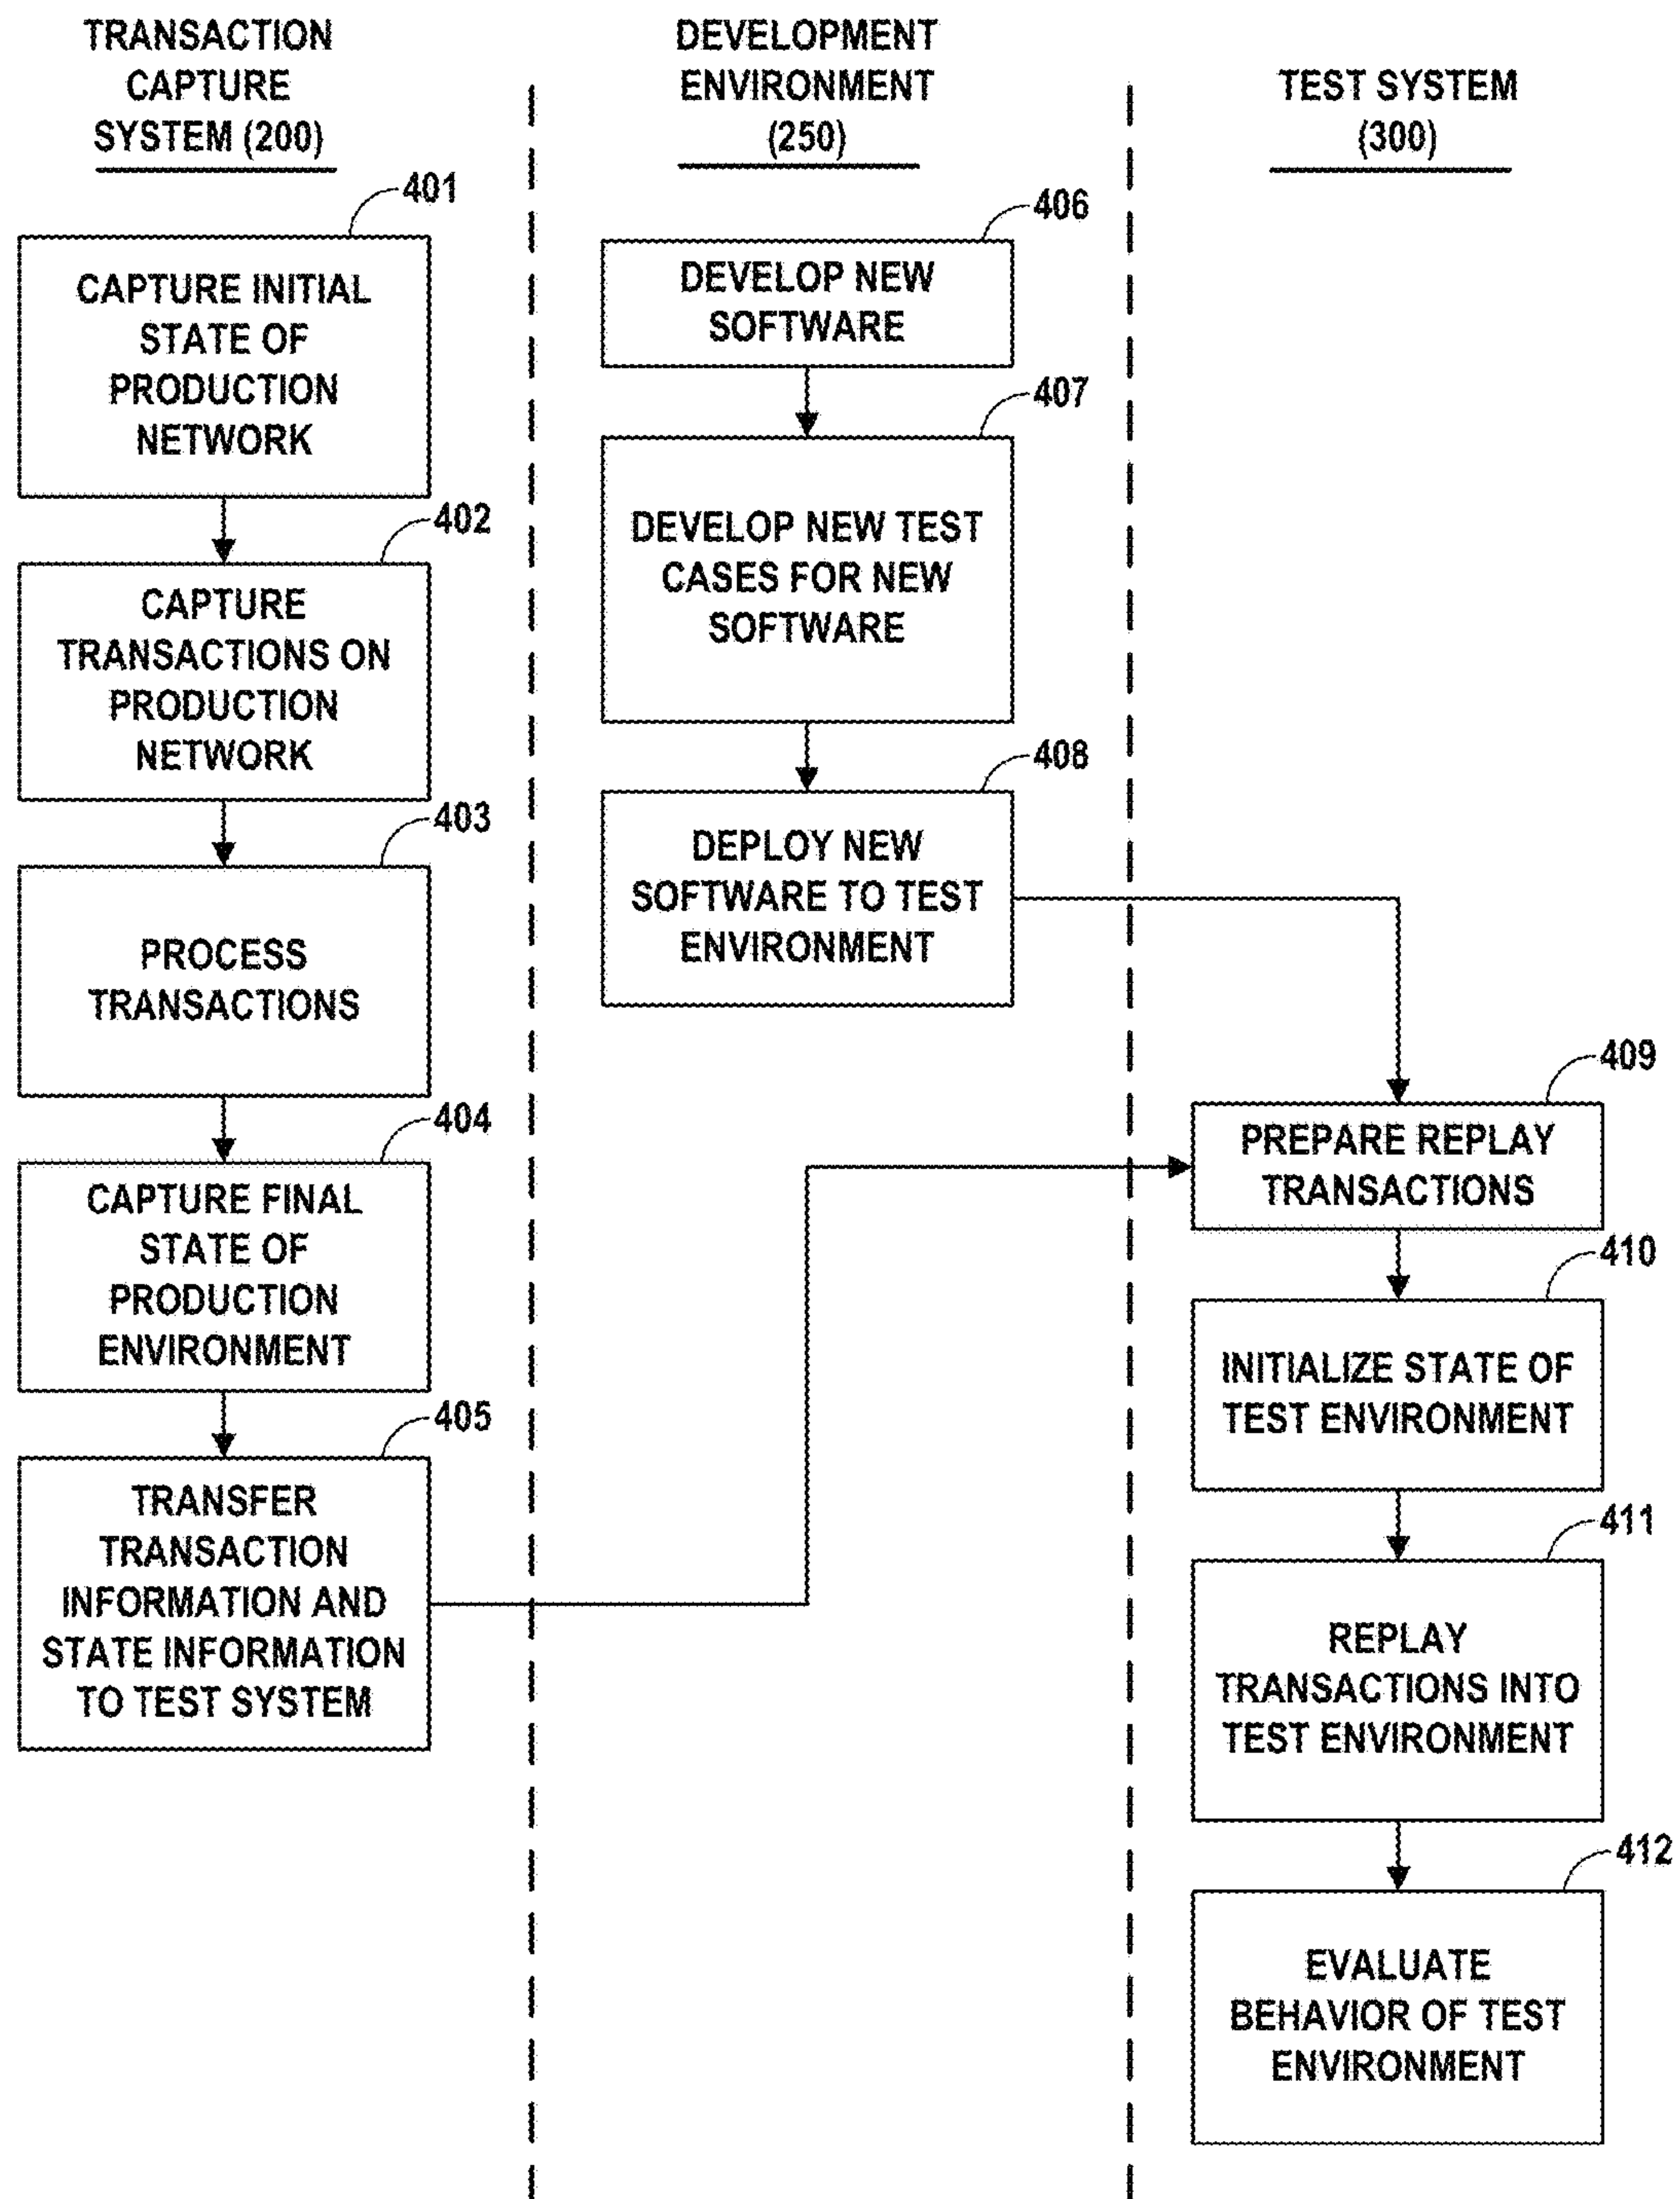 TRANSACTION
CAPTURE
SYSTEM (200)
401
CAPTURE INITIAL
STATE OF
PRODUCTION
NETWORK
402
CAPTURE
TRANSACTIONS ON
PRODUCTION
NETWORK
403
PROCESS
TRANSACTIONS
404
CAPTURE FINAL
STATE OF
PRODUCTION
ENVIRONMENT
405
TRANSFER
TRANSACTION
INFORMATION AND
STATE INFORMATION
TO TEST SYSTEM
DEVELOPMENT
ENVIRONMENT
(250)
406
DEVELOP NEW
SOFTWARE
407
DEVELOP NEW TEST
CASES FOR NEW
SOFTWARE
408
DEPLOY NEW
SOFTWARE TO TEST
ENVIRONMENT
TEST SYSTEM
(300)
409
PREPARE REPLAY
TRANSACTIONS
410
INITIALIZE STATE OF
TEST ENVIRONMENT
411
REPLAY
TRANSACTIONS INTO
TEST ENVIRONMENT
412
EVALUATE
BEHAVIOR OF TEST
ENVIRONMENT